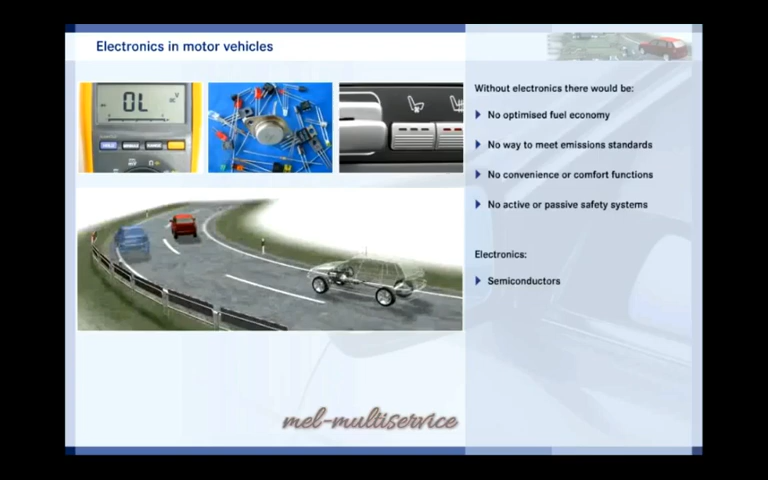 Electronics in motor vehicles
OL
Without electronics there would be:
No optimised fuel economy
No way to meet emissions standards
No convenience or comfort functions
No active or passive safety systems
Electronics:
Semiconductors
mel-multiservice